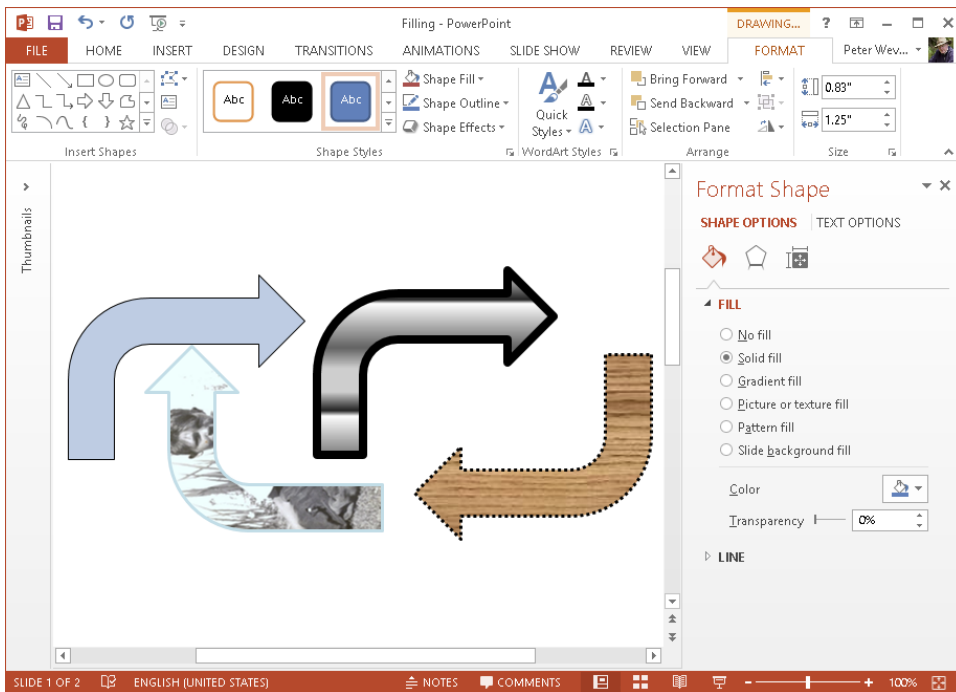 Filling - PowerPoint
DRAWING...
?
FILE HOME INSERT DESIGN TRANSITIONS ANIMATIONS SLIDE SHOW REVIEW VIEW FORMAT Peter Wev...
Abc Abc Abc
Shape Fill
Shape Outline
Shape Effects
Quick
Styles
Bring Forward
Send Backward
Selection Pane
0.83"
1.25"
Insert Shapes Shape Styles WordArt Styles Arrange Size
Thumbnails
Format Shape
SHAPE OPTIONS TEXT OPTIONS
FILL
No fill
Solid fill
Gradient fill
Picture or texture fill
Pattern fill
Slide background fill
Color
Transparency 0%
LINE
SLIDE 1 OF 2 ENGLISH (UNITED STATES) NOTES COMMENTS 100%